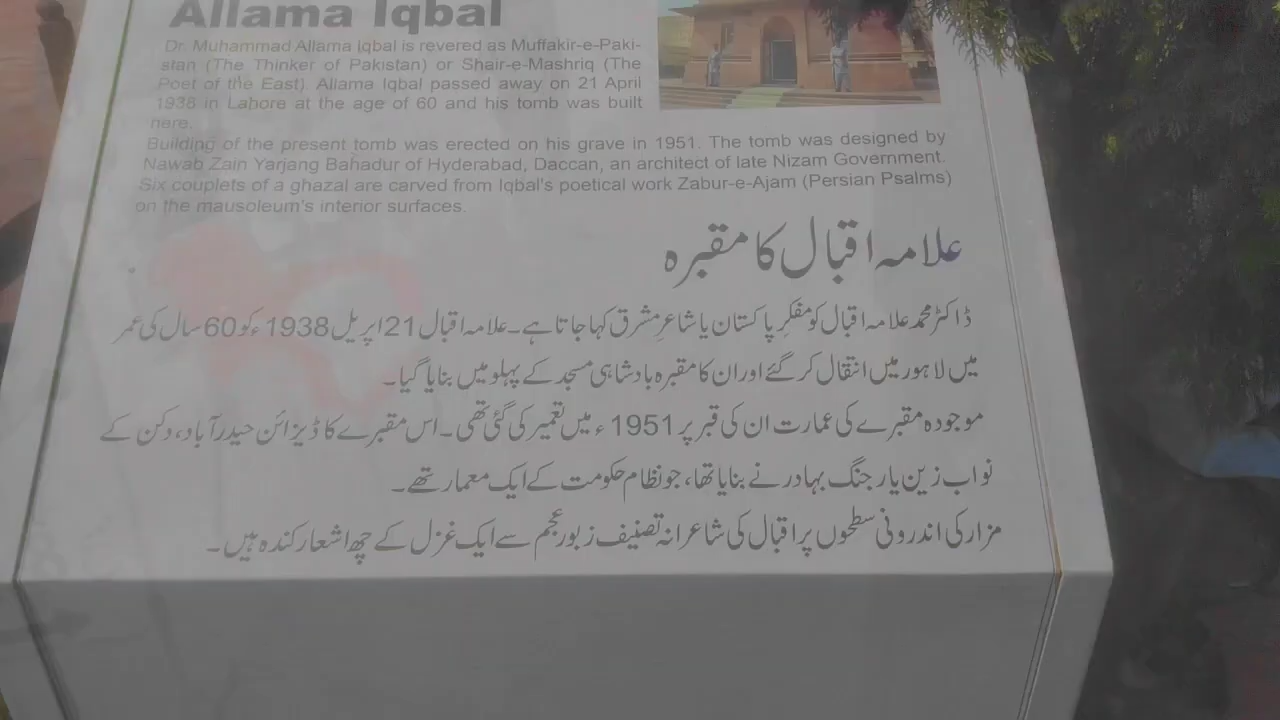 Allama Iqbal
Dr. Muhammad Allama Iqbal is revered as Muffakir-e-Paki-
stan (The Thinker of Pakistan) or Shair-e-Mashriq (The
Poet of the East). Allama Iqbal passed away on 21 April
1938 in Lahore at the age of 60 and his tomb was built
here.
Building of the present tomb was erected on his grave in 1951. The tomb was designed by
Nawab Zain Yarjang Bahadur of Hyderabad, Daccan, an architect of late Nizam Government.
Six couplets of a ghazal are carved from Iqbal's poetical work Zabur-e-Ajam (Persian Psalms)
on the mausoleum's interior surfaces.
علامہ اقبال کا مقبرہ
ڈاکٹر محمد علامہ اقبال کو مفکرِ پاکستان یا شاعرِ مشرق کہا جاتا ہے۔ علامہ اقبال 21 اپریل 1938ء کو 60 سال کی عمر
میں لاہور میں انتقال کر گئے اور ان کا مقبرہ بادشاہی مسجد کے پہلو میں بنایا گیا۔
موجودہ مقبرے کی عمارت ان کی قبر پر 1951ء میں تعمیر کی گئی تھی۔ اس مقبرے کا ڈیزائن حیدرآباد، دکن کے
نواب زین یار جنگ بہادر نے بنایا تھا، جو نظام حکومت کے ایک معمار تھے۔
مزار کی اندرونی سطحوں پر اقبال کی شاعرانہ تصنیف زبور عجم سے ایک غزل کے چھ اشعار کندہ ہیں۔